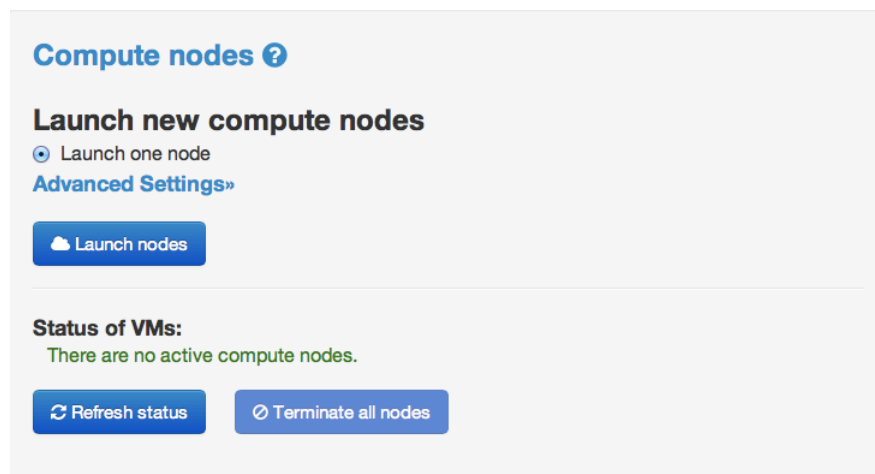 Compute nodes ?
Launch new compute nodes
Launch one node
Advanced Settings»
Launch nodes
Status of VMs:
There are no active compute nodes.
Refresh status
Terminate all nodes